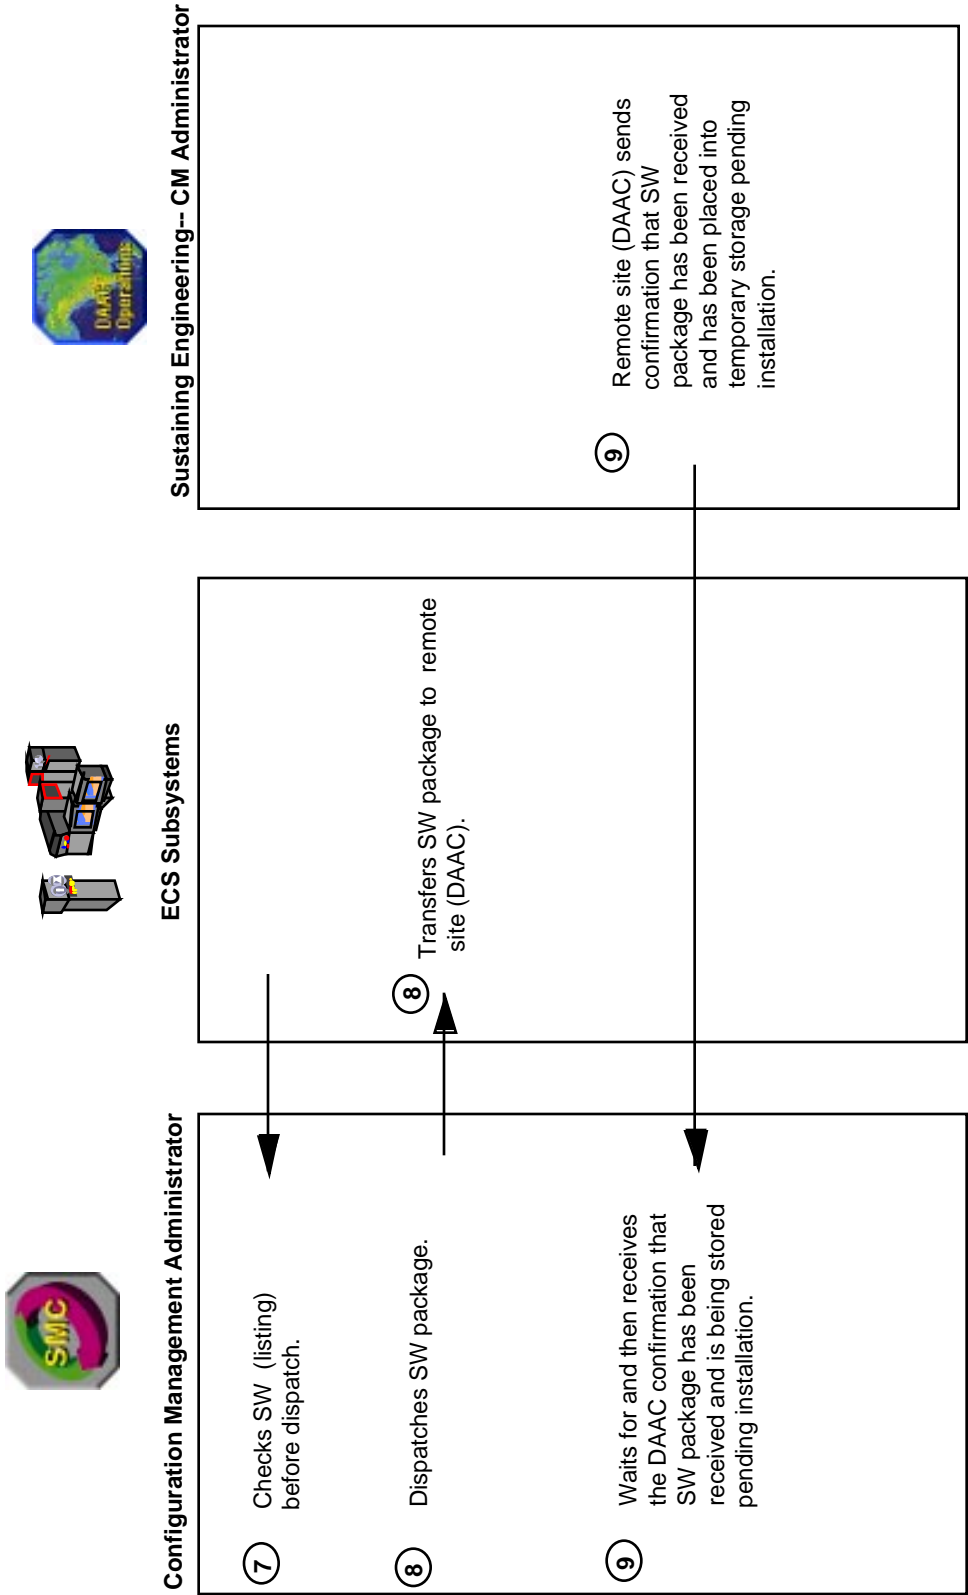 SMC
Configuration Management Administrator
7
Checks SW (listing)
before dispatch.
8
Dispatches SW package.
9
Waits for and then receives
the DAAC confirmation that
SW package has been
received and is being stored
pending installation.
ECS Subsystems
8
Transfers SW package to remote
site (DAAC).
DAAC
Operations
Sustaining Engineering-- CM Administrator
9
Remote site (DAAC) sends
confirmation that SW
package has been received
and has been placed into
temporary storage pending
installation.